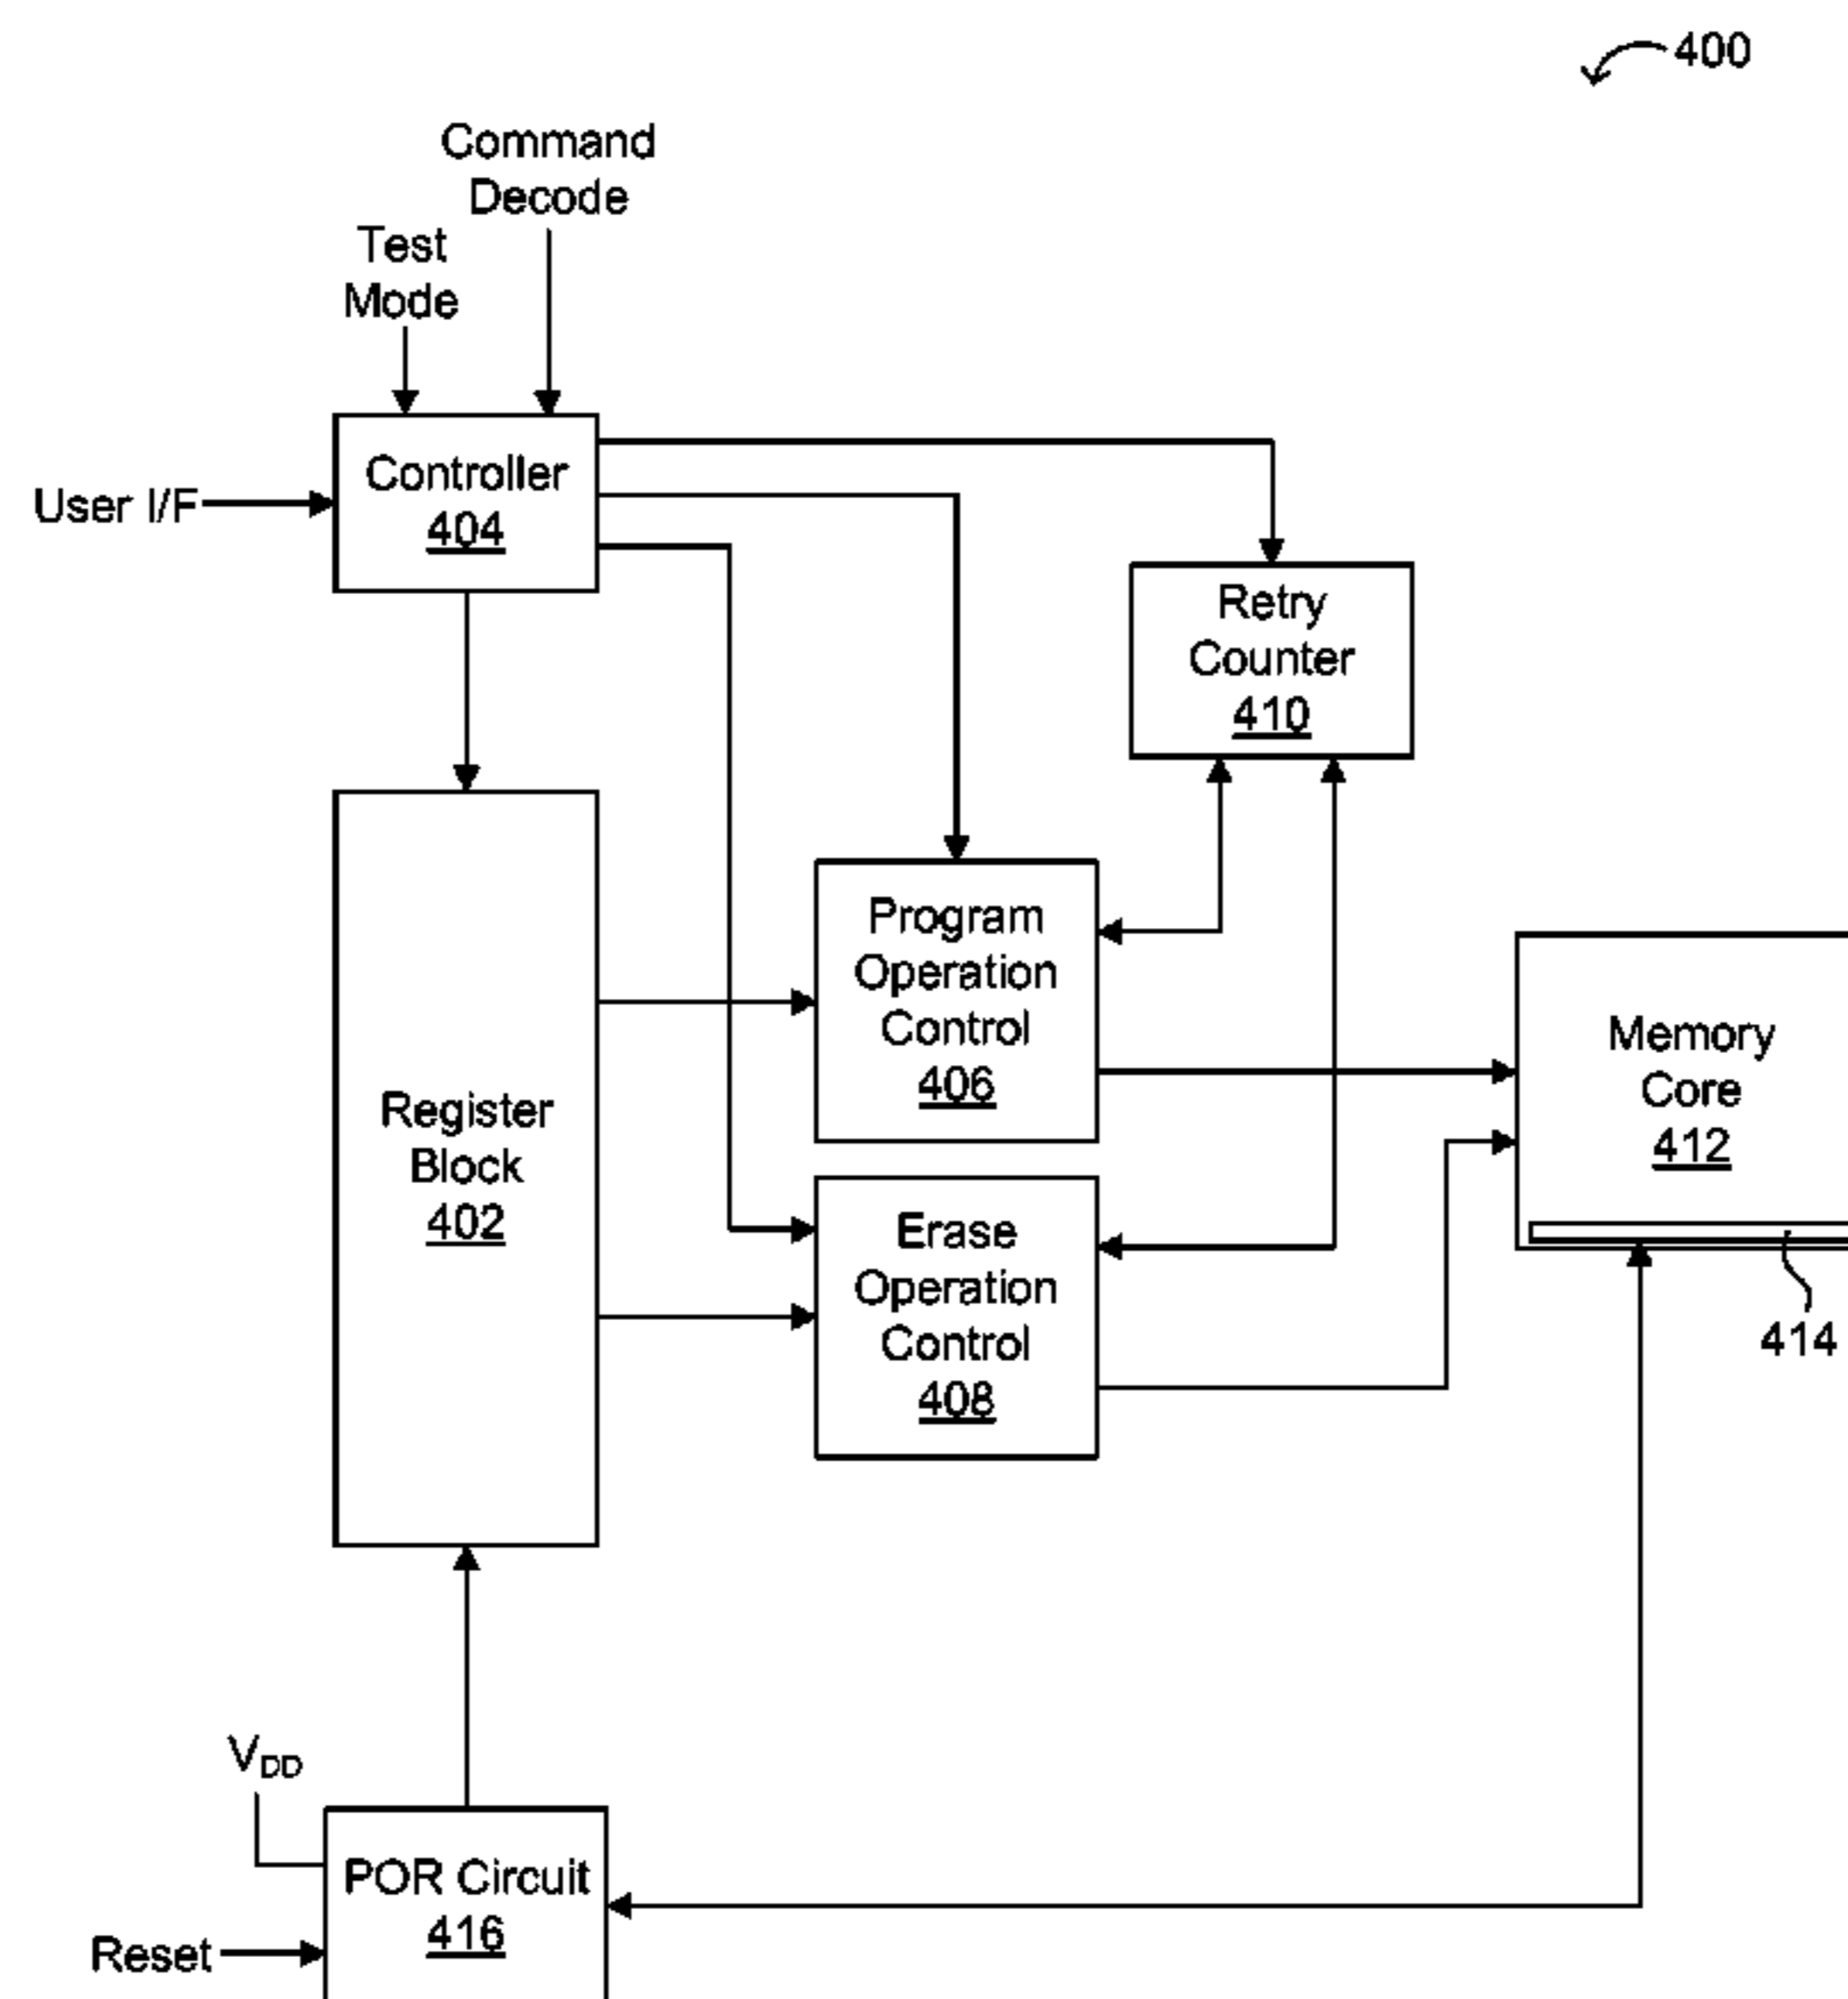 400
Command
Decode
Test
Mode
Controller
404
User I/F
Retry
Counter
410
Program
Operation
Control
406
Memory
Core
412
Register
Block
402
Erase
Operation
Control
408
414
VDD
POR Circuit
416
Reset